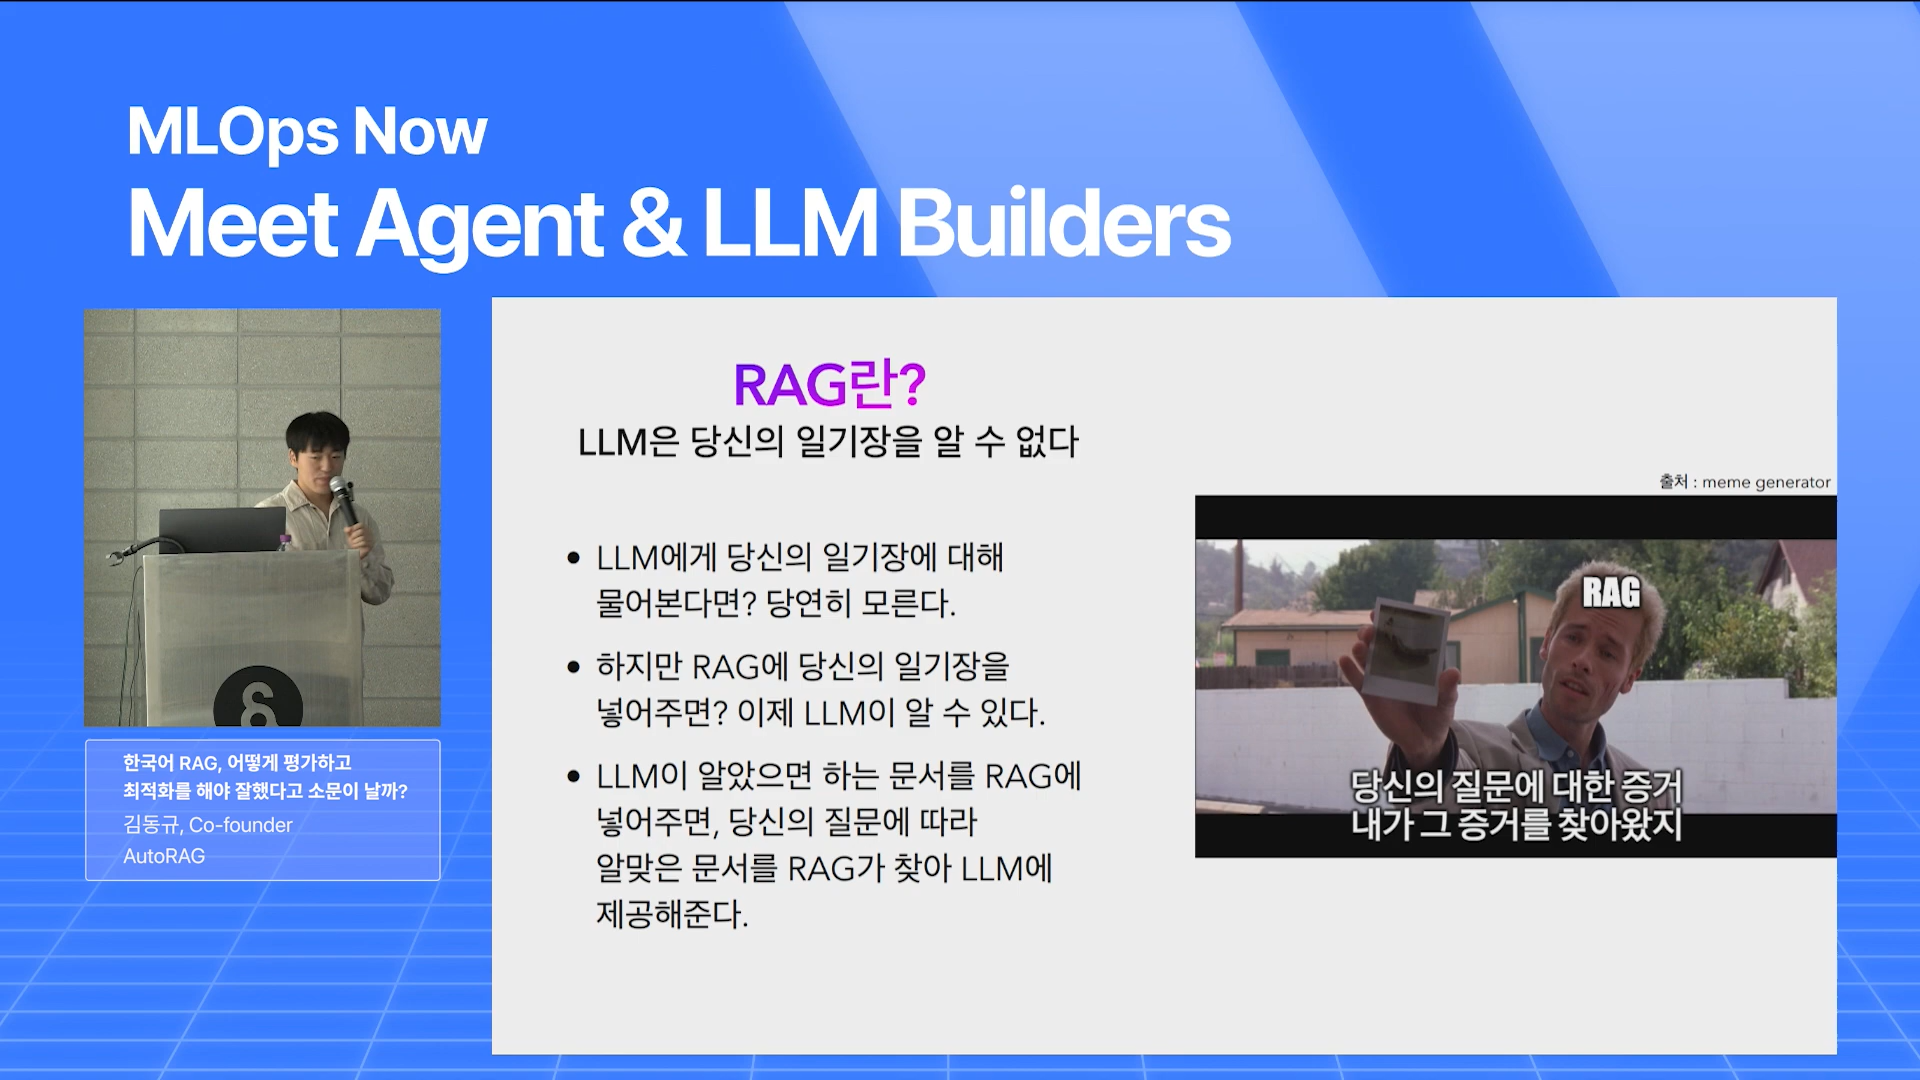 MLOps Now
Meet Agent & LLM Builders
RAG란?
LLM은 당신의 일기장을 알 수 없다
출처 : meme generator
• LLM에게 당신의 일기장에 대해
물어본다면? 당연히 모른다.
• 하지만 RAG에 당신의 일기장을
넣어주면? 이제 LLM이 알 수 있다.
• LLM이 알았으면 하는 문서를 RAG에
넣어주면, 당신의 질문에 따라
알맞은 문서를 RAG가 찾아 LLM에
제공해준다.
RAG
당신의 질문에 대한 증거
내가 그 증거를 찾아왔지
한국어 RAG, 어떻게 평가하고
최적화를 해야 잘했다고 소문이 날까?
김동규, Co-founder
AutoRAG